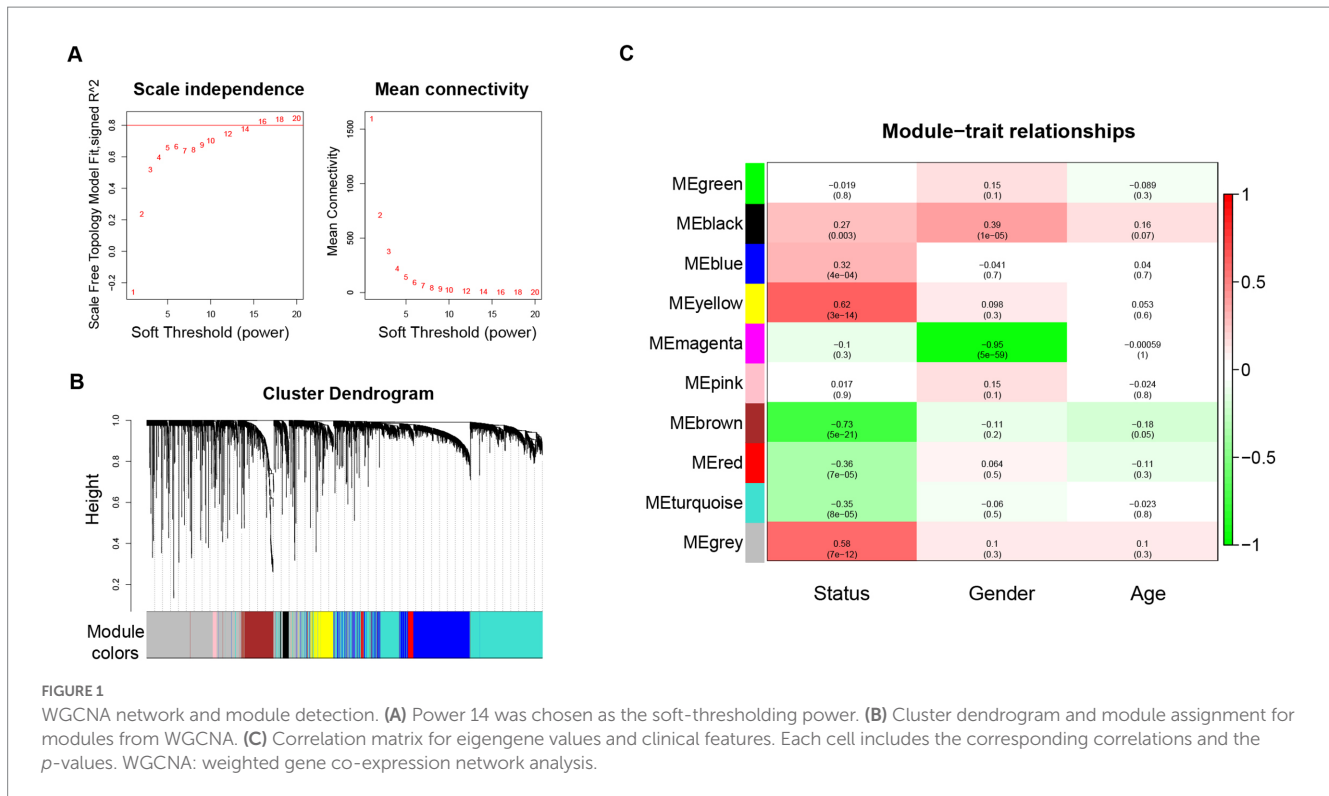 A
Scale independence
Scale Free Topology Model Fit,signed R^2
0.8
0.6
0.4
0.2
0.0
−0.2
1
2
3
4
5
6
7
8
9
10
12
14
16
18
20
5
10
15
20
Soft Threshold (power)
Mean connectivity
Mean Connectivity
1500
500
0
1
2
3
4
5
6
7
8
9
10
12
14
16
18
20
5
10
15
20
Soft Threshold (power)
B
Cluster Dendrogram
Height
1.0
0.8
0.6
0.4
0.2
Module
colors
C
Module−trait relationships
MEgreen
−0.019
(0.8)
0.15
(0.1)
−0.089
(0.3)
MEblack
0.27
(0.003)
0.39
(1e−05)
0.16
(0.07)
MEblue
0.32
(4e−04)
−0.041
(0.7)
0.04
(0.7)
MEyellow
0.62
(3e−14)
0.098
(0.3)
0.053
(0.6)
MEmagenta
−0.1
(0.3)
−0.95
(5e−59)
−0.00059
(1)
MEpink
0.017
(0.9)
0.15
(0.1)
−0.024
(0.8)
MEbrown
−0.73
(5e−21)
−0.11
(0.2)
−0.18
(0.05)
MEred
−0.36
(7e−05)
0.064
(0.5)
−0.11
(0.3)
MEturquoise
−0.35
(8e−05)
−0.06
(0.5)
−0.023
(0.8)
MEgrey
0.58
(7e−12)
0.1
(0.3)
0.1
(0.3)
Status
Gender
Age
1
0.5
0
−0.5
−1
FIGURE 1
WGCNA network and module detection. (A) Power 14 was chosen as the soft-thresholding power. (B) Cluster dendrogram and module assignment for
modules from WGCNA. (C) Correlation matrix for eigengene values and clinical features. Each cell includes the corresponding correlations and the
p-values. WGCNA: weighted gene co-expression network analysis.